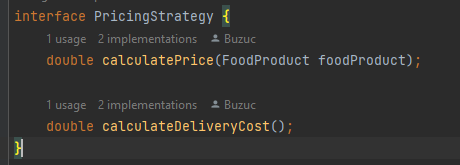 interface PricingStrategy {
1 usage 2 implementations Buzuc
double calculatePrice(FoodProduct foodProduct);
1 usage 2 implementations Buzuc
double calculateDeliveryCost();
}